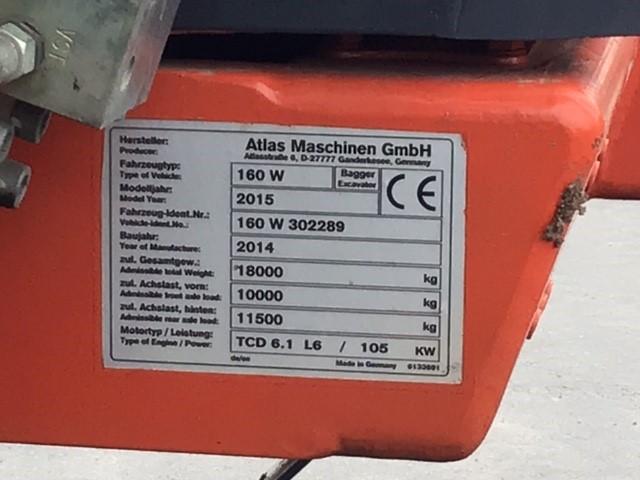 VST
Hersteller: Atlas Maschinen GmbH
Producer: Atlasstraße 6, D-27777 Ganderkesee, Germany
Fahrzeugtyp: 160 W Bagger
Type of Vehicle: Excavator
CE
Modelljahr: 2015
Model Year:
Fahrzeug-Ident.Nr.: 160 W 302289
Vehicle-Ident.No.:
Baujahr: 2014
Year of Manufacture:
zul. Gesamtgew.: 18000 kg
Admissible total Weight:
zul. Achslast, vorn: 10000 kg
Admissible front axle load:
zul. Achslast, hinten: 11500 kg
Admissible rear axle load:
Motortyp / Leistung: TCD 6.1 L6 / 105 KW
Type of Engine / Power:
de/en Made in Germany 6133891